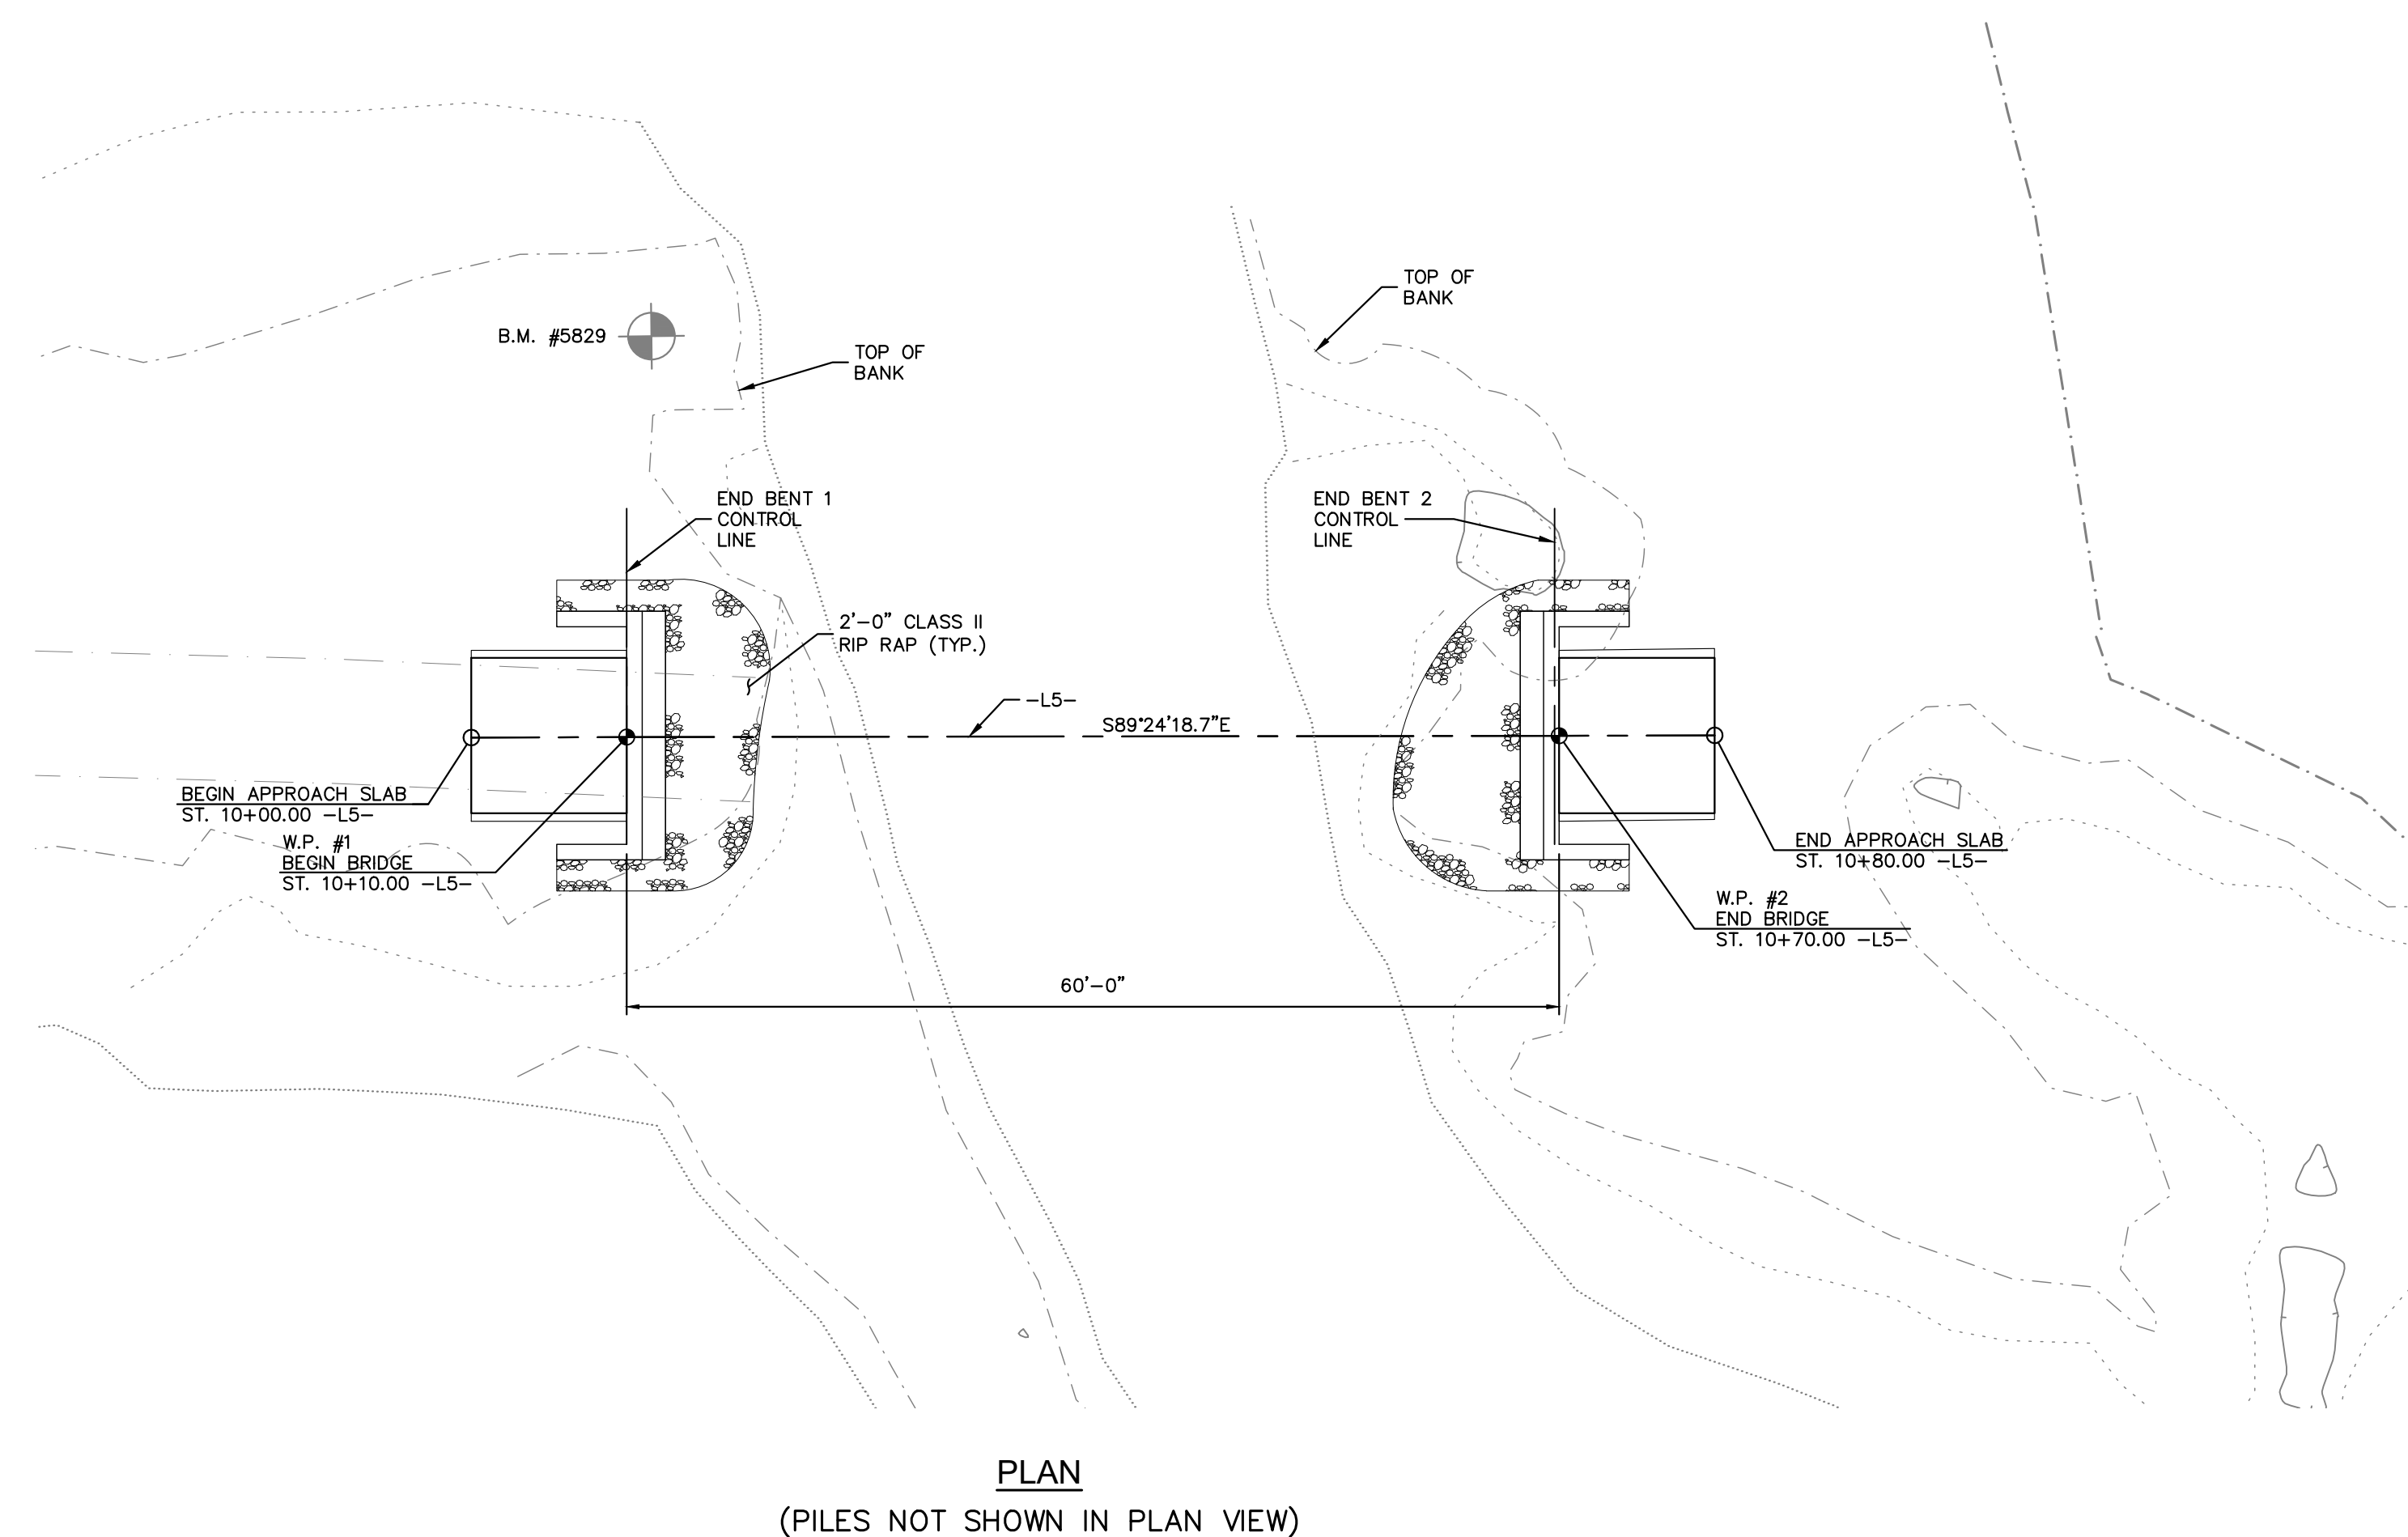 TOP OF
BANK
B.M. #5829
TOP OF
BANK
END BENT 1
CONTROL
LINE
END BENT 2
CONTROL
LINE
2'-0" CLASS II
RIP RAP (TYP.)
-L5-
S89°24'18.7"E
BEGIN APPROACH SLAB
ST. 10+00.00 -L5-
W.P. #1
BEGIN BRIDGE
ST. 10+10.00 -L5-
END APPROACH SLAB
ST. 10+80.00 -L5-
W.P. #2
END BRIDGE
ST. 10+70.00 -L5-
60'-0"
PLAN
(PILES NOT SHOWN IN PLAN VIEW)